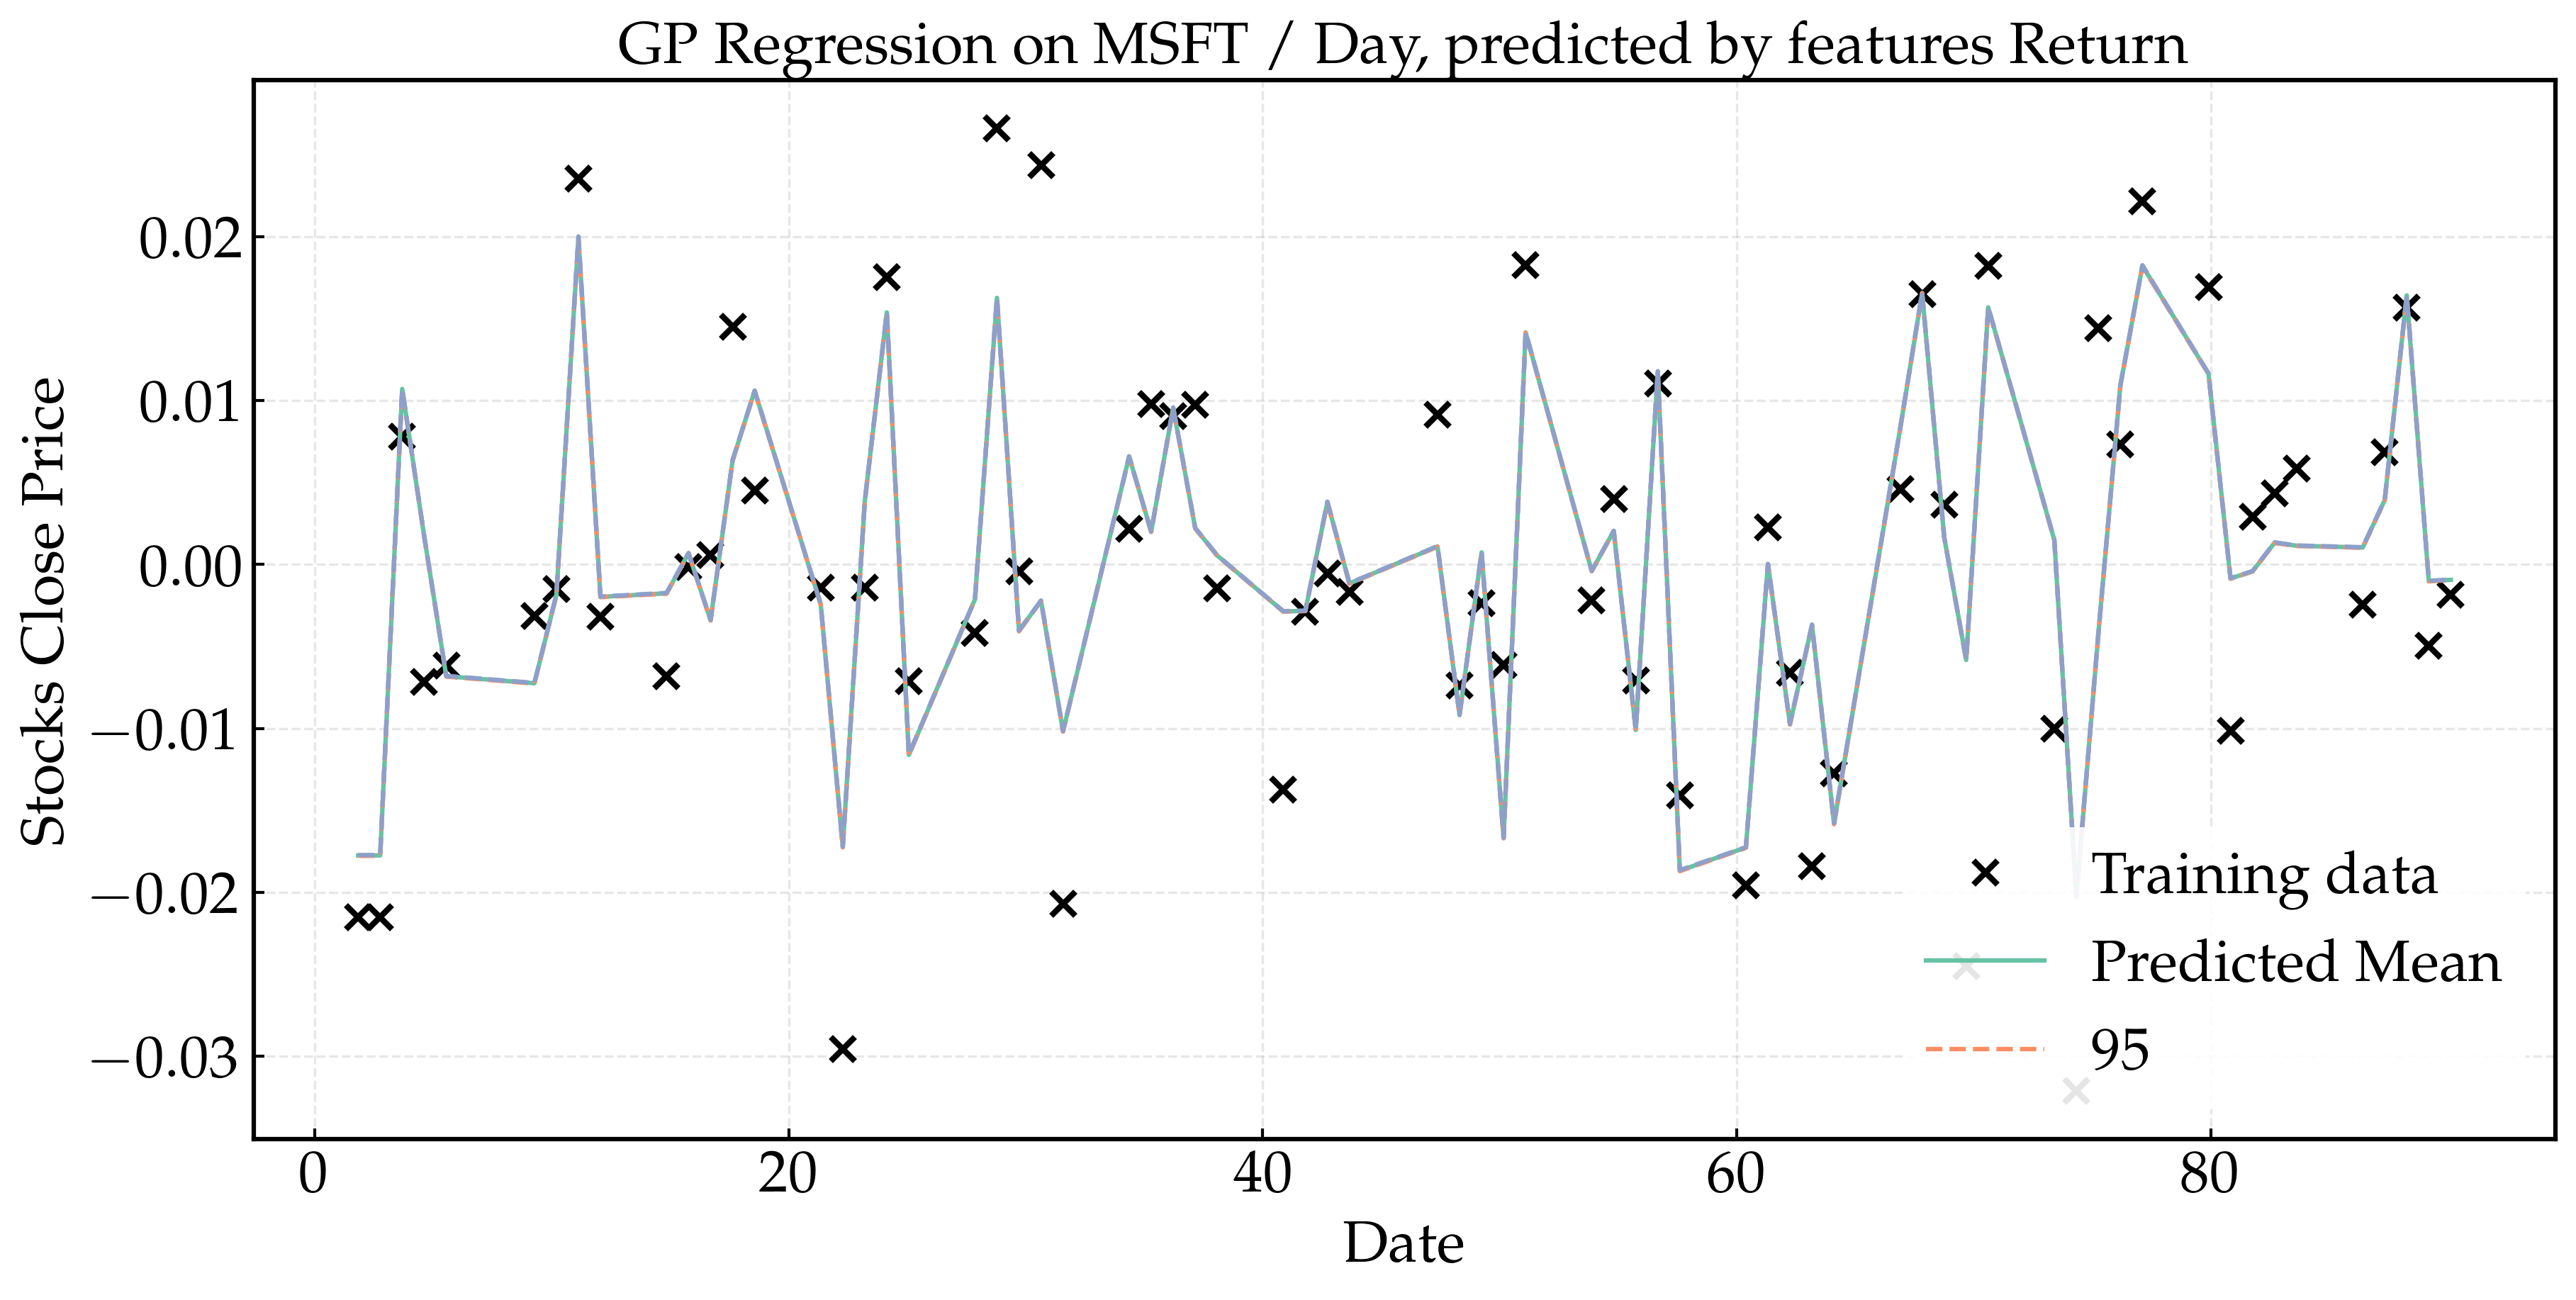 GP Regression on MSFT / Day, predicted by features Return
Stocks Close Price
0.02
0.01
0.00
−0.01
−0.02
−0.03
Training data
Predicted Mean
95
0 20 40 60 80
Date